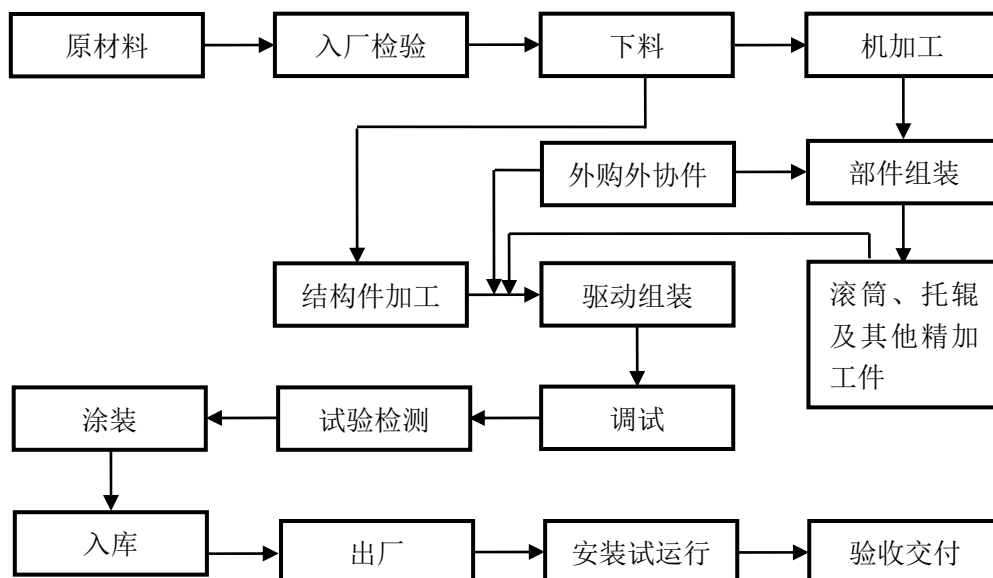 原材料
入厂检验
下料
机加工
外购外协件
部件组装
结构件加工
驱动组装
滚筒、托辊
及其他精加
工件
涂装
试验检测
调试
入库
出厂
安装试运行
验收交付